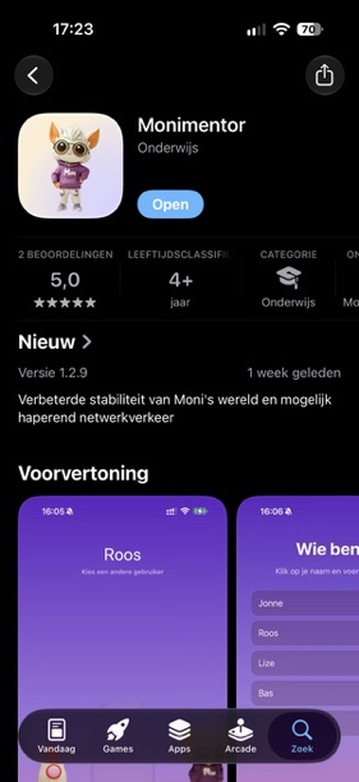 17:23
70
Monimentor
Onderwijs
Open
2 BEOORDELINGEN
5,0
★★★★★
LEEFTIJDSCLASSIFIC
4+
jaar
CATEGORIE
Onderwijs
ON
Mo
Nieuw
Versie 1.2.9
1 week geleden
Verbeterde stabiliteit van Moni's wereld en mogelijk
haperend netwerkverkeer
Voorvertoning
16:05
Roos
Kies een andere gebruiker
16:06
Wie ben
Klik op je naam en voer
Jonne
Roos
Lize
Bas
Vandaag
Games
Apps
Arcade
Zoek